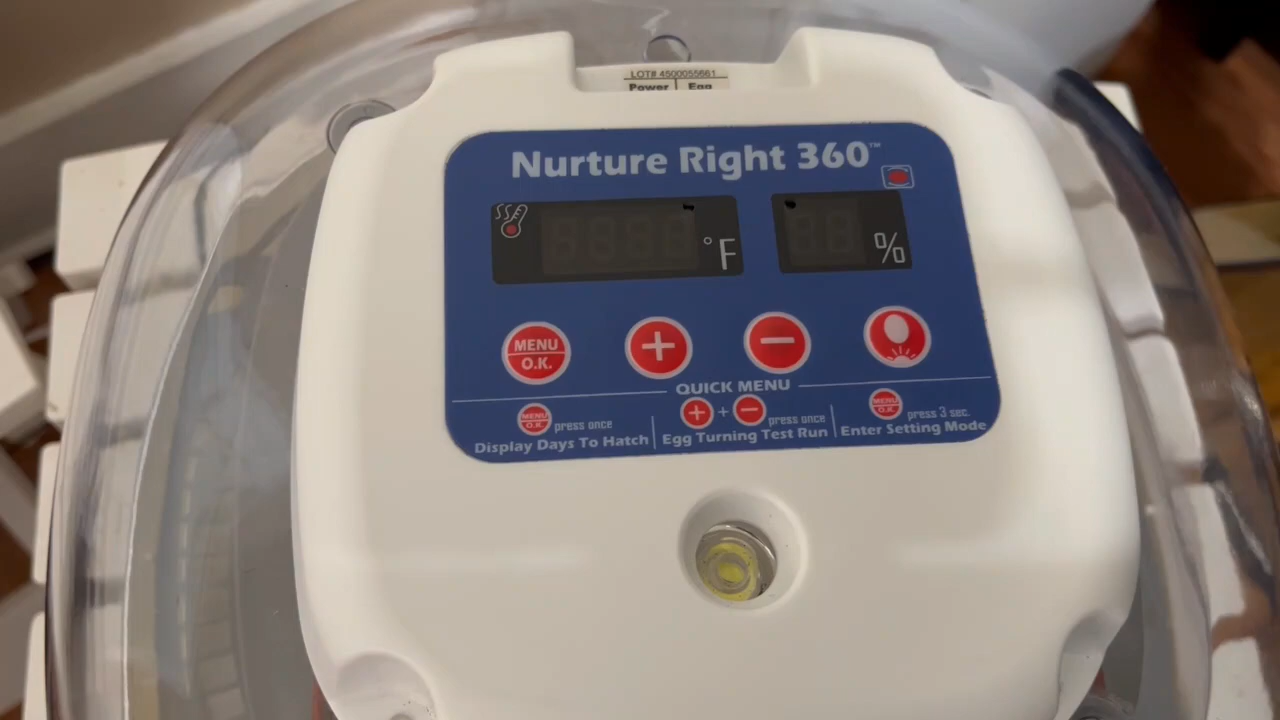 LOT# 4500055661
Power | Egg
Nurture Right 360™
°F
%
MENU
O.K.
+
−
QUICK MENU
MENU O.K. press once
Display Days To Hatch
+ + − press once
Egg Turning Test Run
MENU O.K. press 3 sec.
Enter Setting Mode